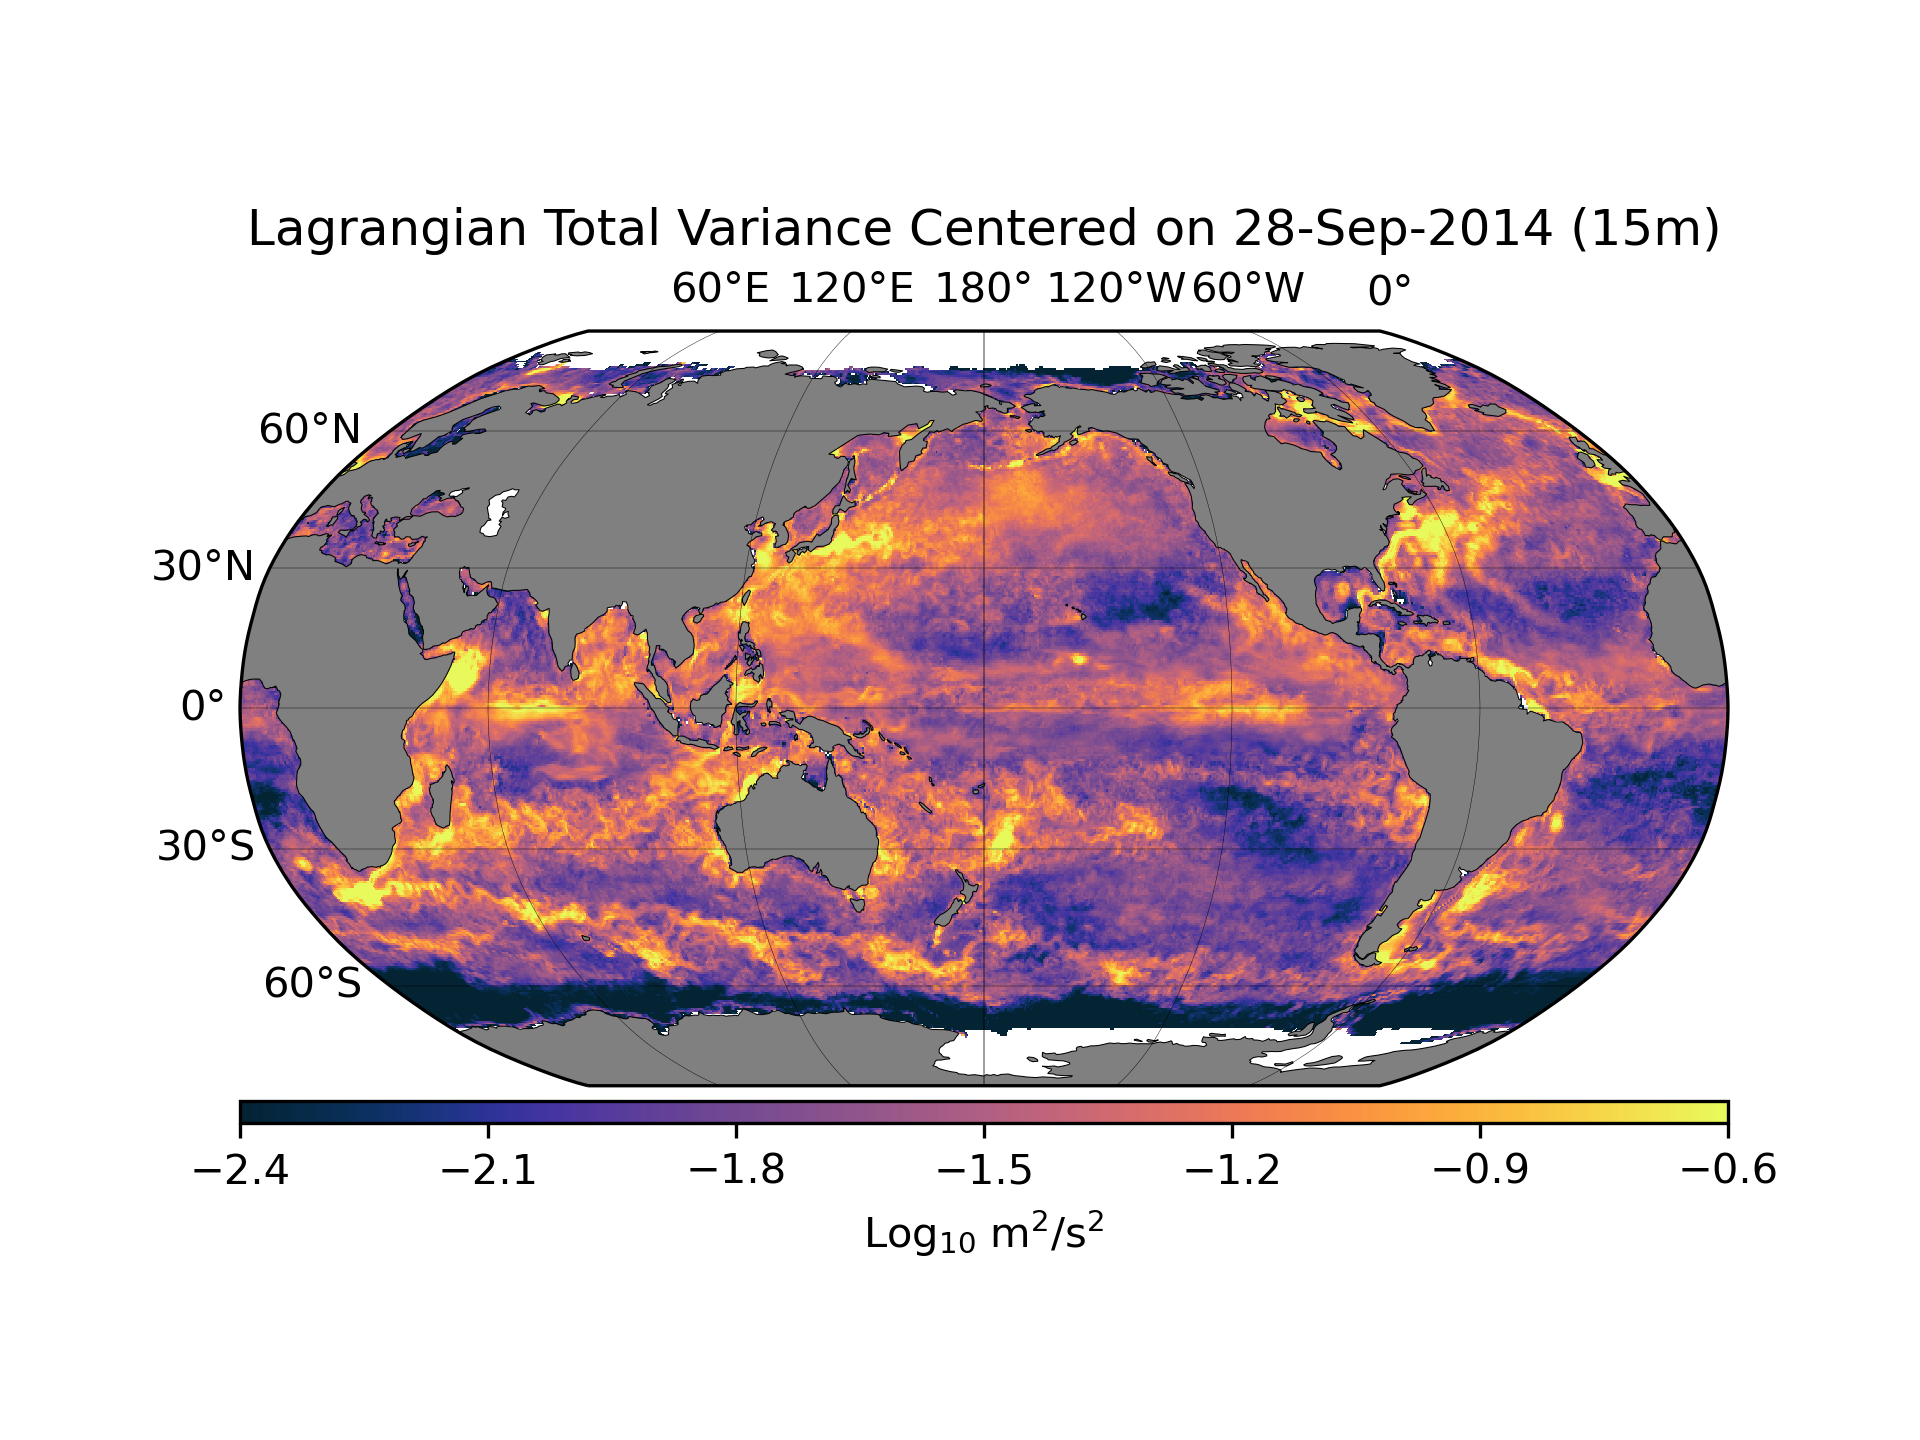 Lagrangian Total Variance Centered on 28-Sep-2014 (15m)
60°E 120°E 180° 120°W 60°W 0°
60°N
30°N
0°
30°S
60°S
−2.4 −2.1 −1.8 −1.5 −1.2 −0.9 −0.6
Log₁₀ m²/s²